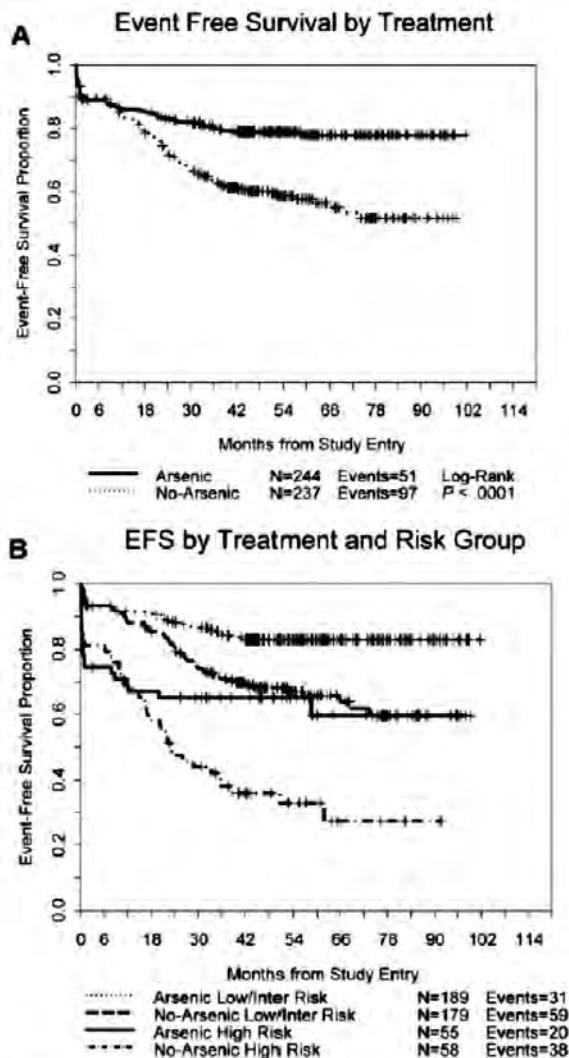 A
Event Free Survival by Treatment
Event-Free Survival Proportion
1.0
0.8
0.6
0.4
0.2
0.0
0 6 18 30 42 54 66 78 90 102 114
Months from Study Entry
Arsenic N=244 Events=51 Log-Rank
No-Arsenic N=237 Events=97 P < .0001
B
EFS by Treatment and Risk Group
Event-Free Survival Proportion
1.0
0.8
0.6
0.4
0.2
0.0
0 6 18 30 42 54 66 78 90 102 114
Months from Study Entry
Arsenic Low/Inter Risk N=189 Events=31
No-Arsenic Low/Inter Risk N=179 Events=59
Arsenic High Risk N=55 Events=20
No-Arsenic High Risk N=58 Events=38